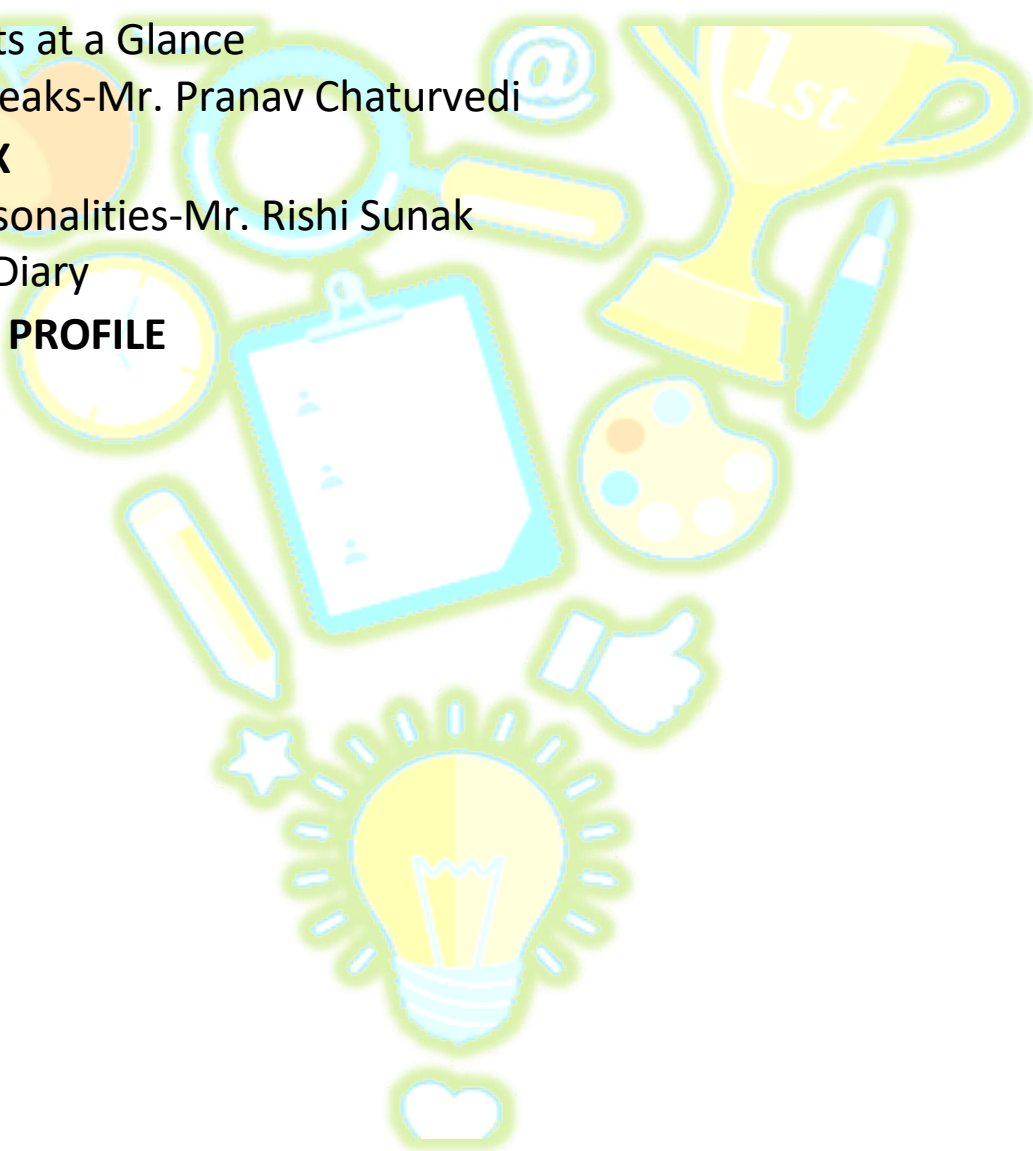 ts at a Glance
eaks-Mr. Pranav Chaturvedi
X
sonalities-Mr. Rishi Sunak
Diary
PROFILE
@
1st